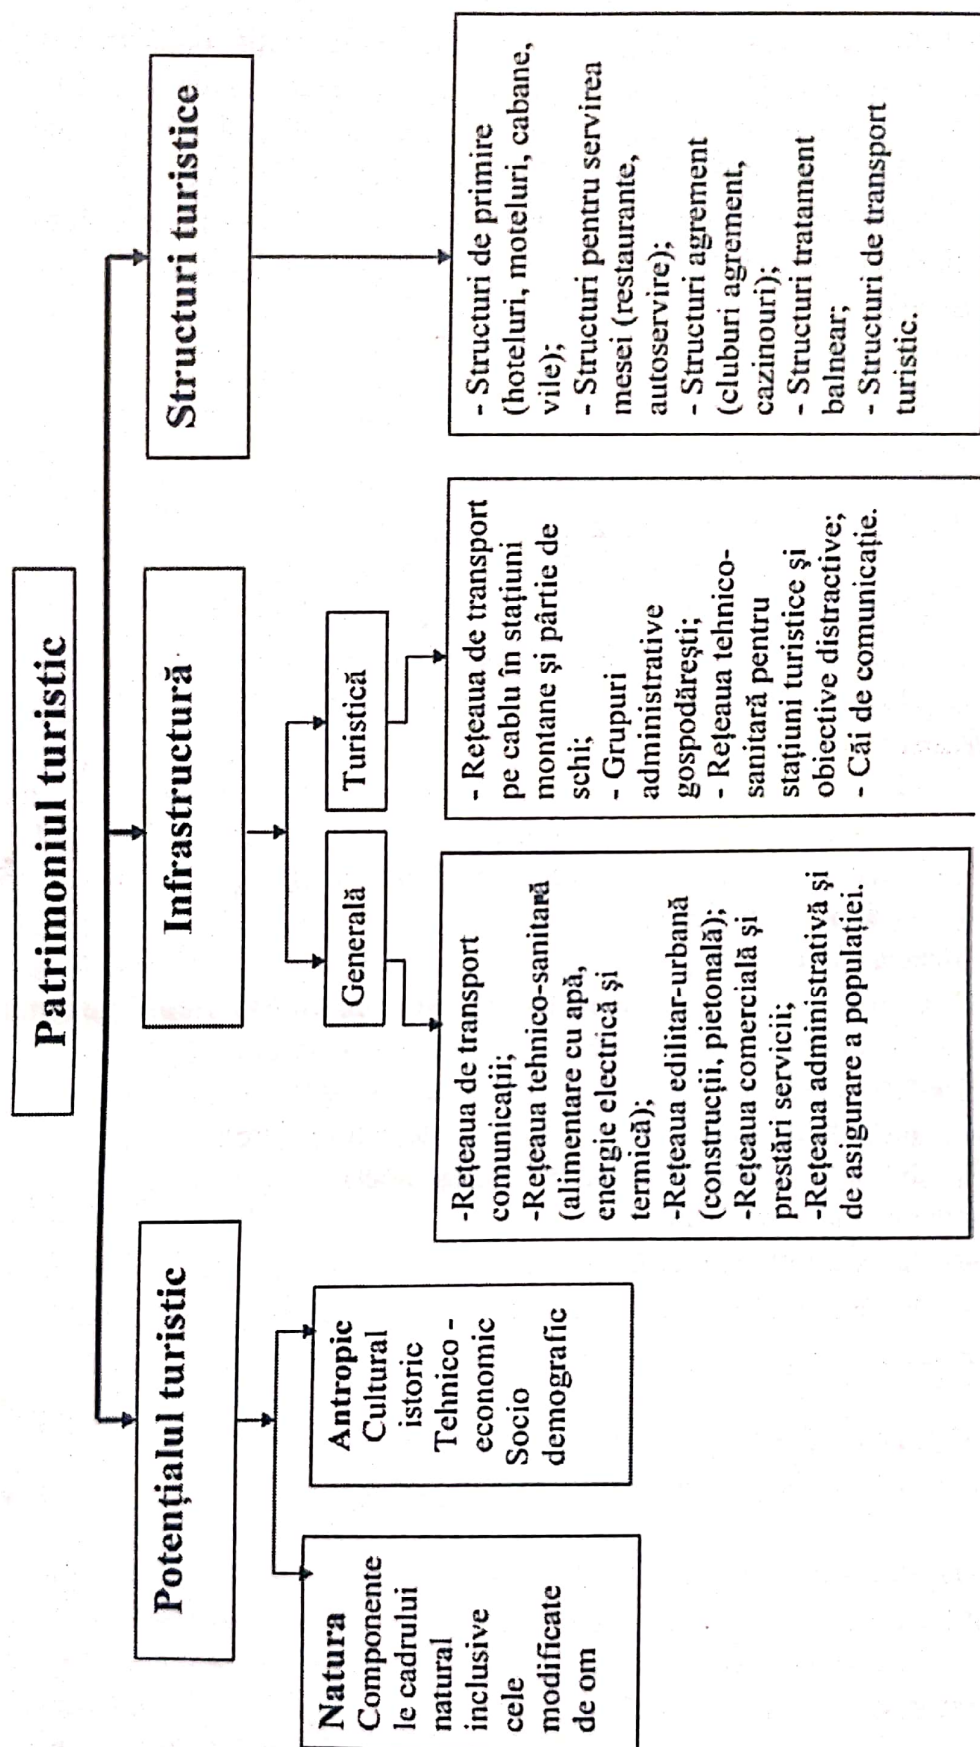 Patrimoniul turistic
Potențialul turistic
Infrastructură
Structuri turistice
Natura
Componente
le cadrului
natural
inclusive
cele
modificate
de om
Antropic
Cultural
istoric
Tehnico -
economic
Socio
demografic
Generală
Turistică
-Rețeaua de transport
comunicații;
-Rețeaua tehnico-sanitară
(alimentare cu apă,
energie electrică și
termică);
-Rețeaua edilitar-urbană
(construcții, pietonală);
-Rețeaua comercială și
prestări servicii;
-Rețeaua administrativă și
de asigurare a populației.
- Rețeaua de transport
pe cablu în stațiuni
montane și pârtie de
schi;
- Grupuri
administrative
gospodărești;
- Rețeaua tehnico-
sanitară pentru
stațiuni turistice și
obiective distractive;
- Căi de comunicație.
- Structuri de primire
(hoteluri, moteluri, cabane,
vile);
- Structuri pentru servirea
mesei (restaurante,
autoservire);
- Structuri agrement
(cluburi agrement,
cazinouri);
- Structuri tratament
balnear;
- Structuri de transport
turistic.